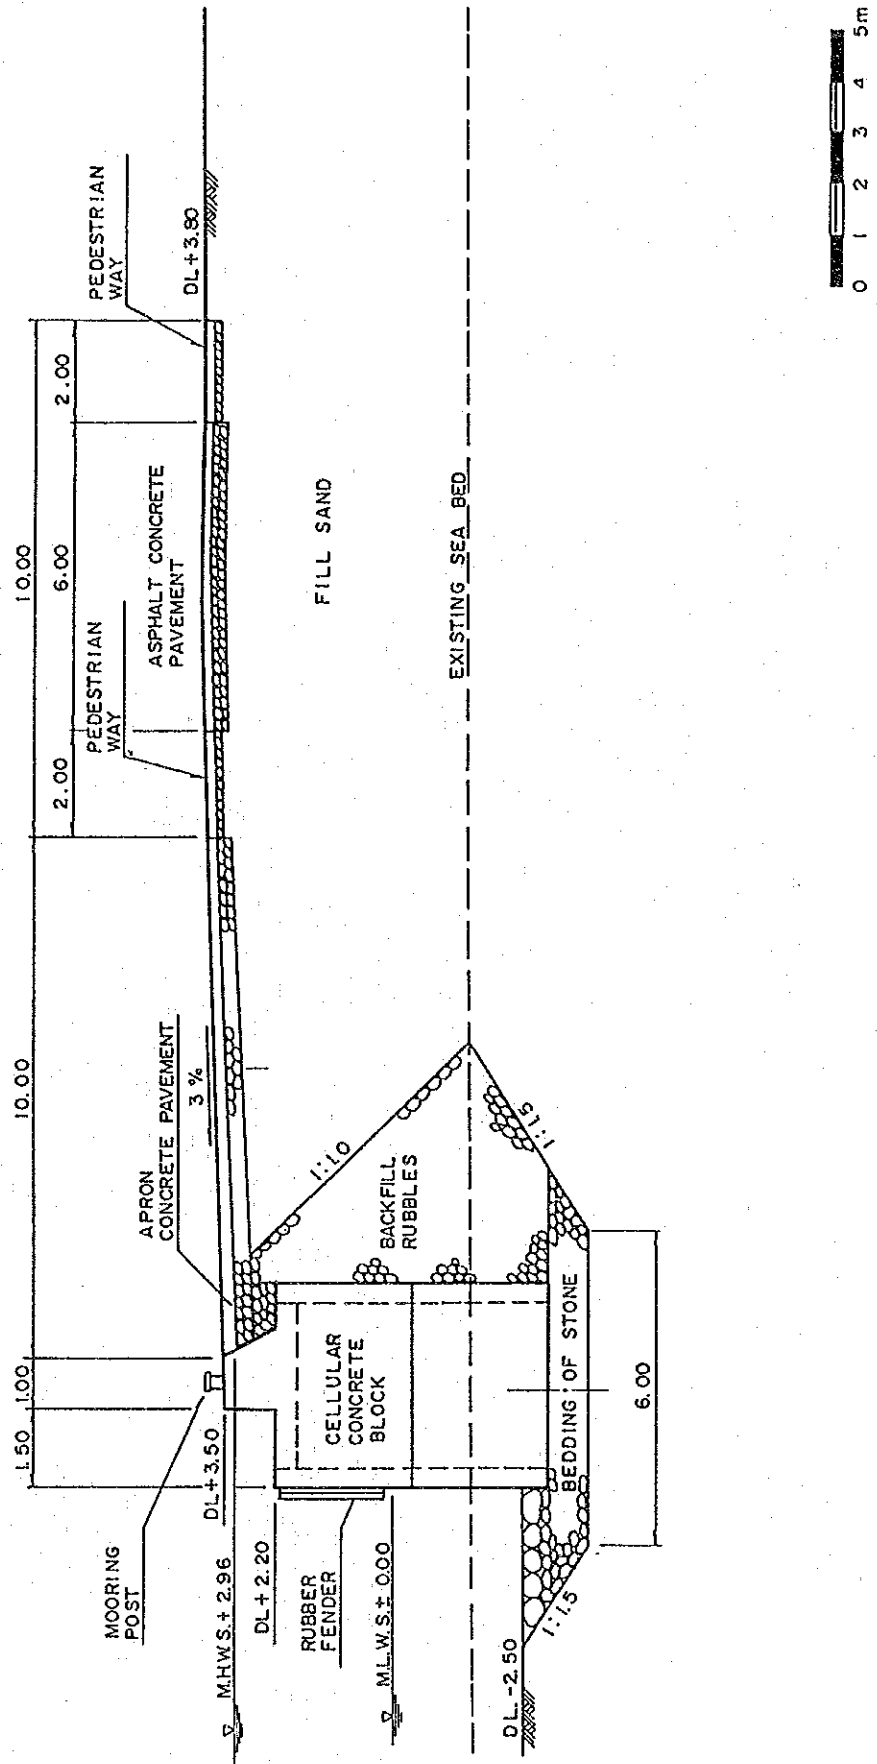 1.50
1.00
10.00
10.00
2.00
6.00
2.00
MOORING
POST
APRON
CONCRETE PAVEMENT
3 %
PEDESTRIAN
WAY
ASPHALT CONCRETE
PAVEMENT
PEDESTRIAN
WAY
DL+3.80
DL+3.50
M.H.W.S.+ 2.96
DL+ 2.20
RUBBER
FENDER
M.L.W.S.± 0.00
DL.-2.50
CELLULAR
CONCRETE
BLOCK
BACKFILL
RUBBLES
1:1.0
1:1.5
FILL SAND
EXISTING SEA BED
BEDDING OF STONE
1:1.5
6.00
0 1 2 3 4 5m